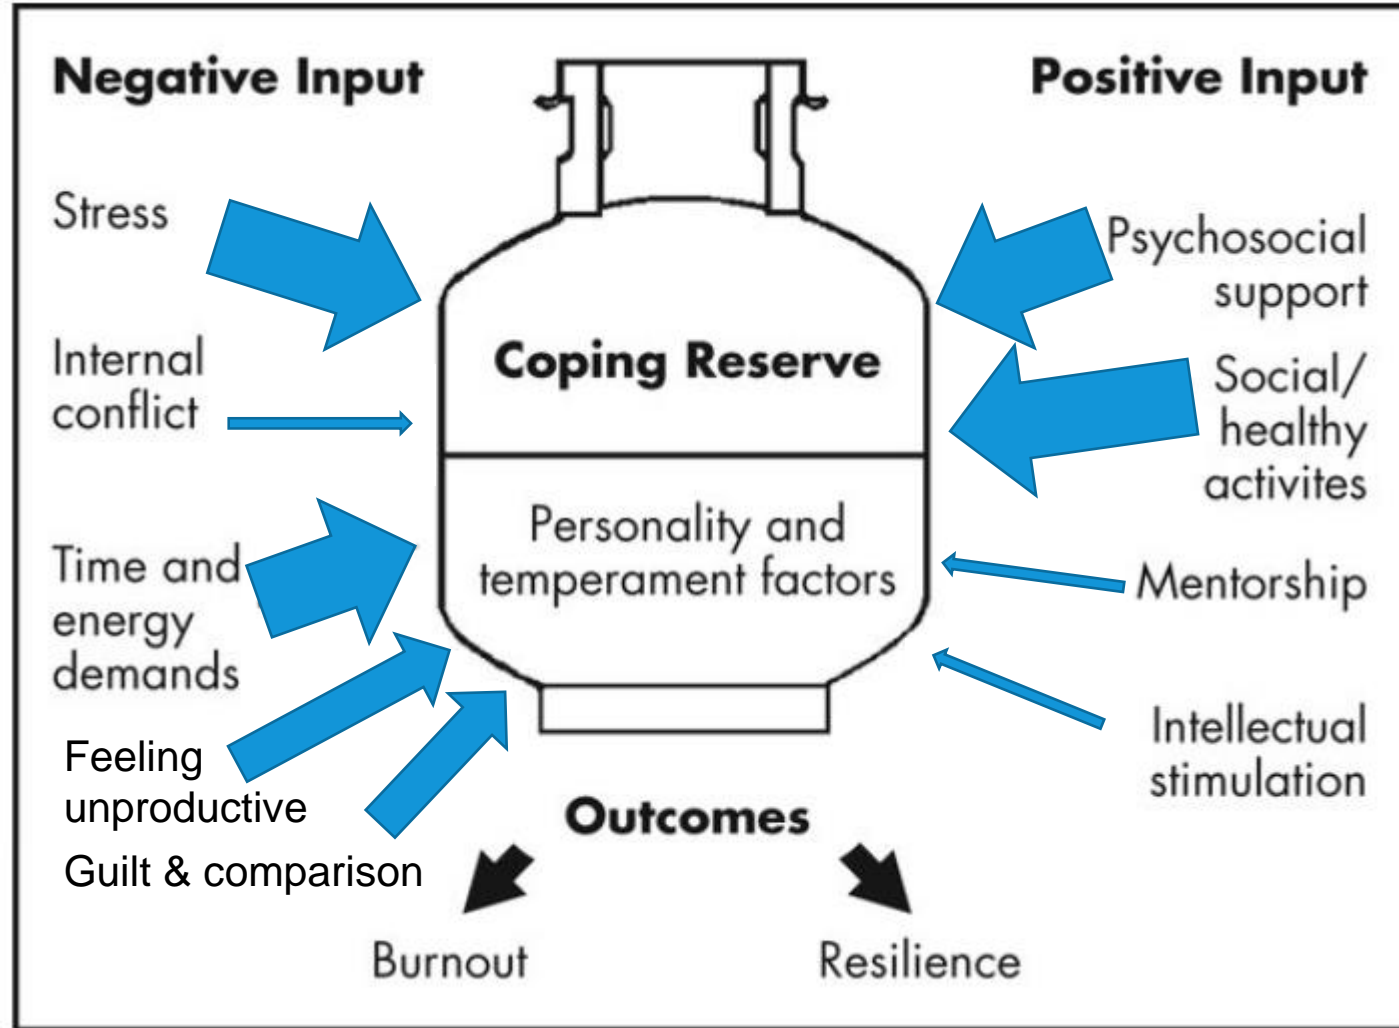 Negative Input
Positive Input
Stress
Internal
conflict
Time and
energy
demands
Feeling
unproductive
Guilt & comparison
Coping Reserve
Personality and
temperament factors
Psychosocial
support
Social/
healthy
activites
Mentorship
Intellectual
stimulation
Outcomes
Burnout
Resilience